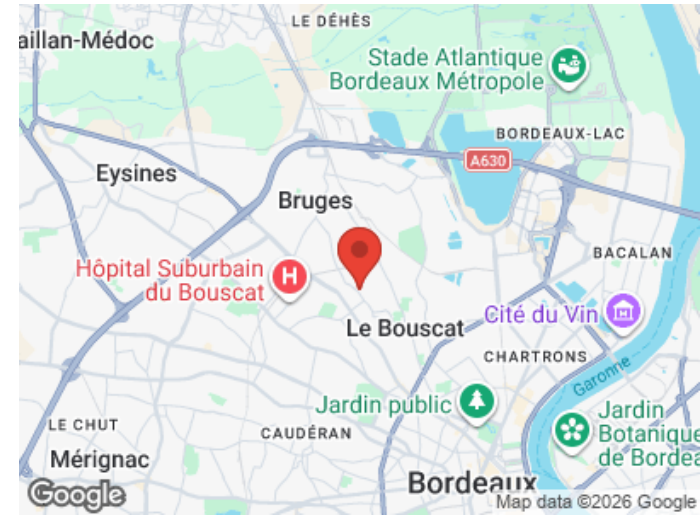 LE DÉHÈS
aillan-Médoc
Stade Atlantique
Bordeaux Métropole
BORDEAUX-LAC
A630
Eysines
Bruges
BACALAN
Hôpital Suburbain
du Bouscat
H
Cité du Vin
Le Bouscat
CHARTRONS
Garonne
Jardin public
Jardin
Botanique
de Bordea
LE CHUT
CAUDÉRAN
Mérignac
Bordeaux
Google
Map data ©2026 Google